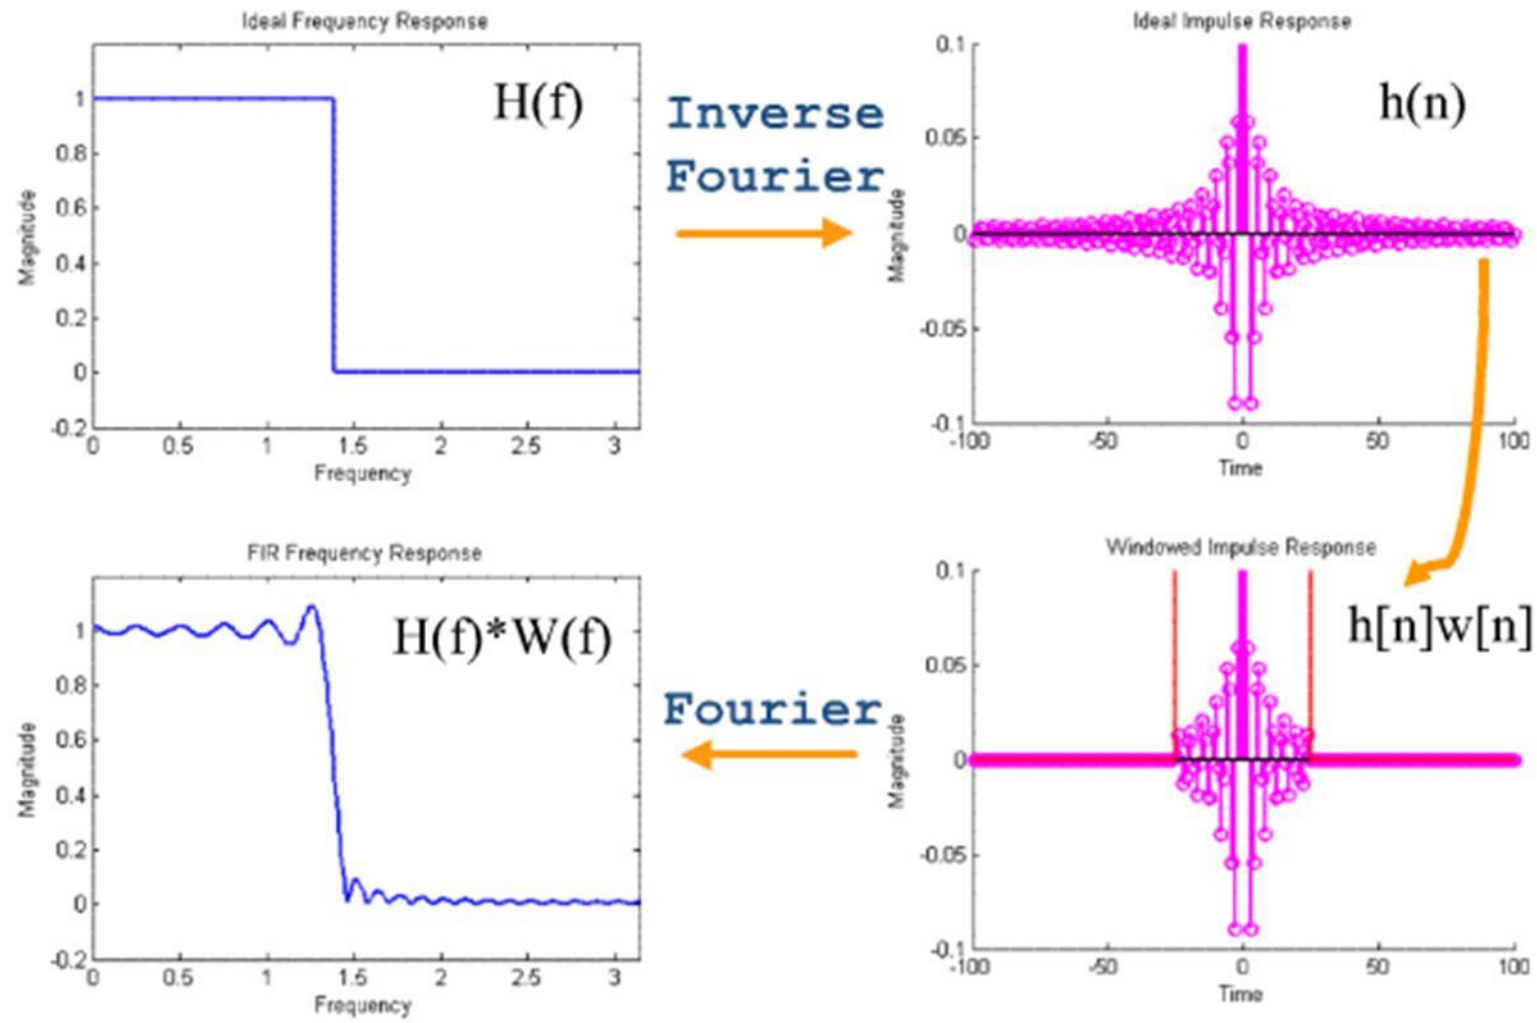 Ideal Frequency Response
H(f)
Magnitude
1
0.8
0.6
0.4
0.2
0
-0.2
0 0.5 1 1.5 2 2.5 3
Frequency
Inverse
Fourier
Ideal Impulse Response
h(n)
Magnitude
0.1
0.05
0
-0.05
-0.1
-100 -50 0 50 100
Time
FIR Frequency Response
H(f)*W(f)
Magnitude
1
0.8
0.6
0.4
0.2
0
-0.2
0 0.5 1 1.5 2 2.5 3
Frequency
Fourier
Windowed Impulse Response
h[n]w[n]
Magnitude
0.1
0.05
0
-0.05
-0.1
-100 -50 0 50 100
Time